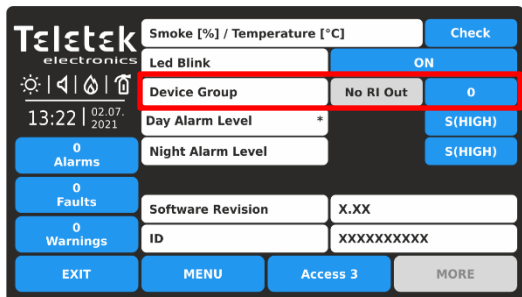 Teletek
electronics
13:22 02.07.
2021
0
Alarms
0
Faults
0
Warnings
Smoke [%] / Temperature [°C] Check
Led Blink ON
Device Group No RI Out 0
Day Alarm Level * S(HIGH)
Night Alarm Level S(HIGH)
Software Revision X.XX
ID XXXXXXXXXX
EXIT MENU Access 3 MORE